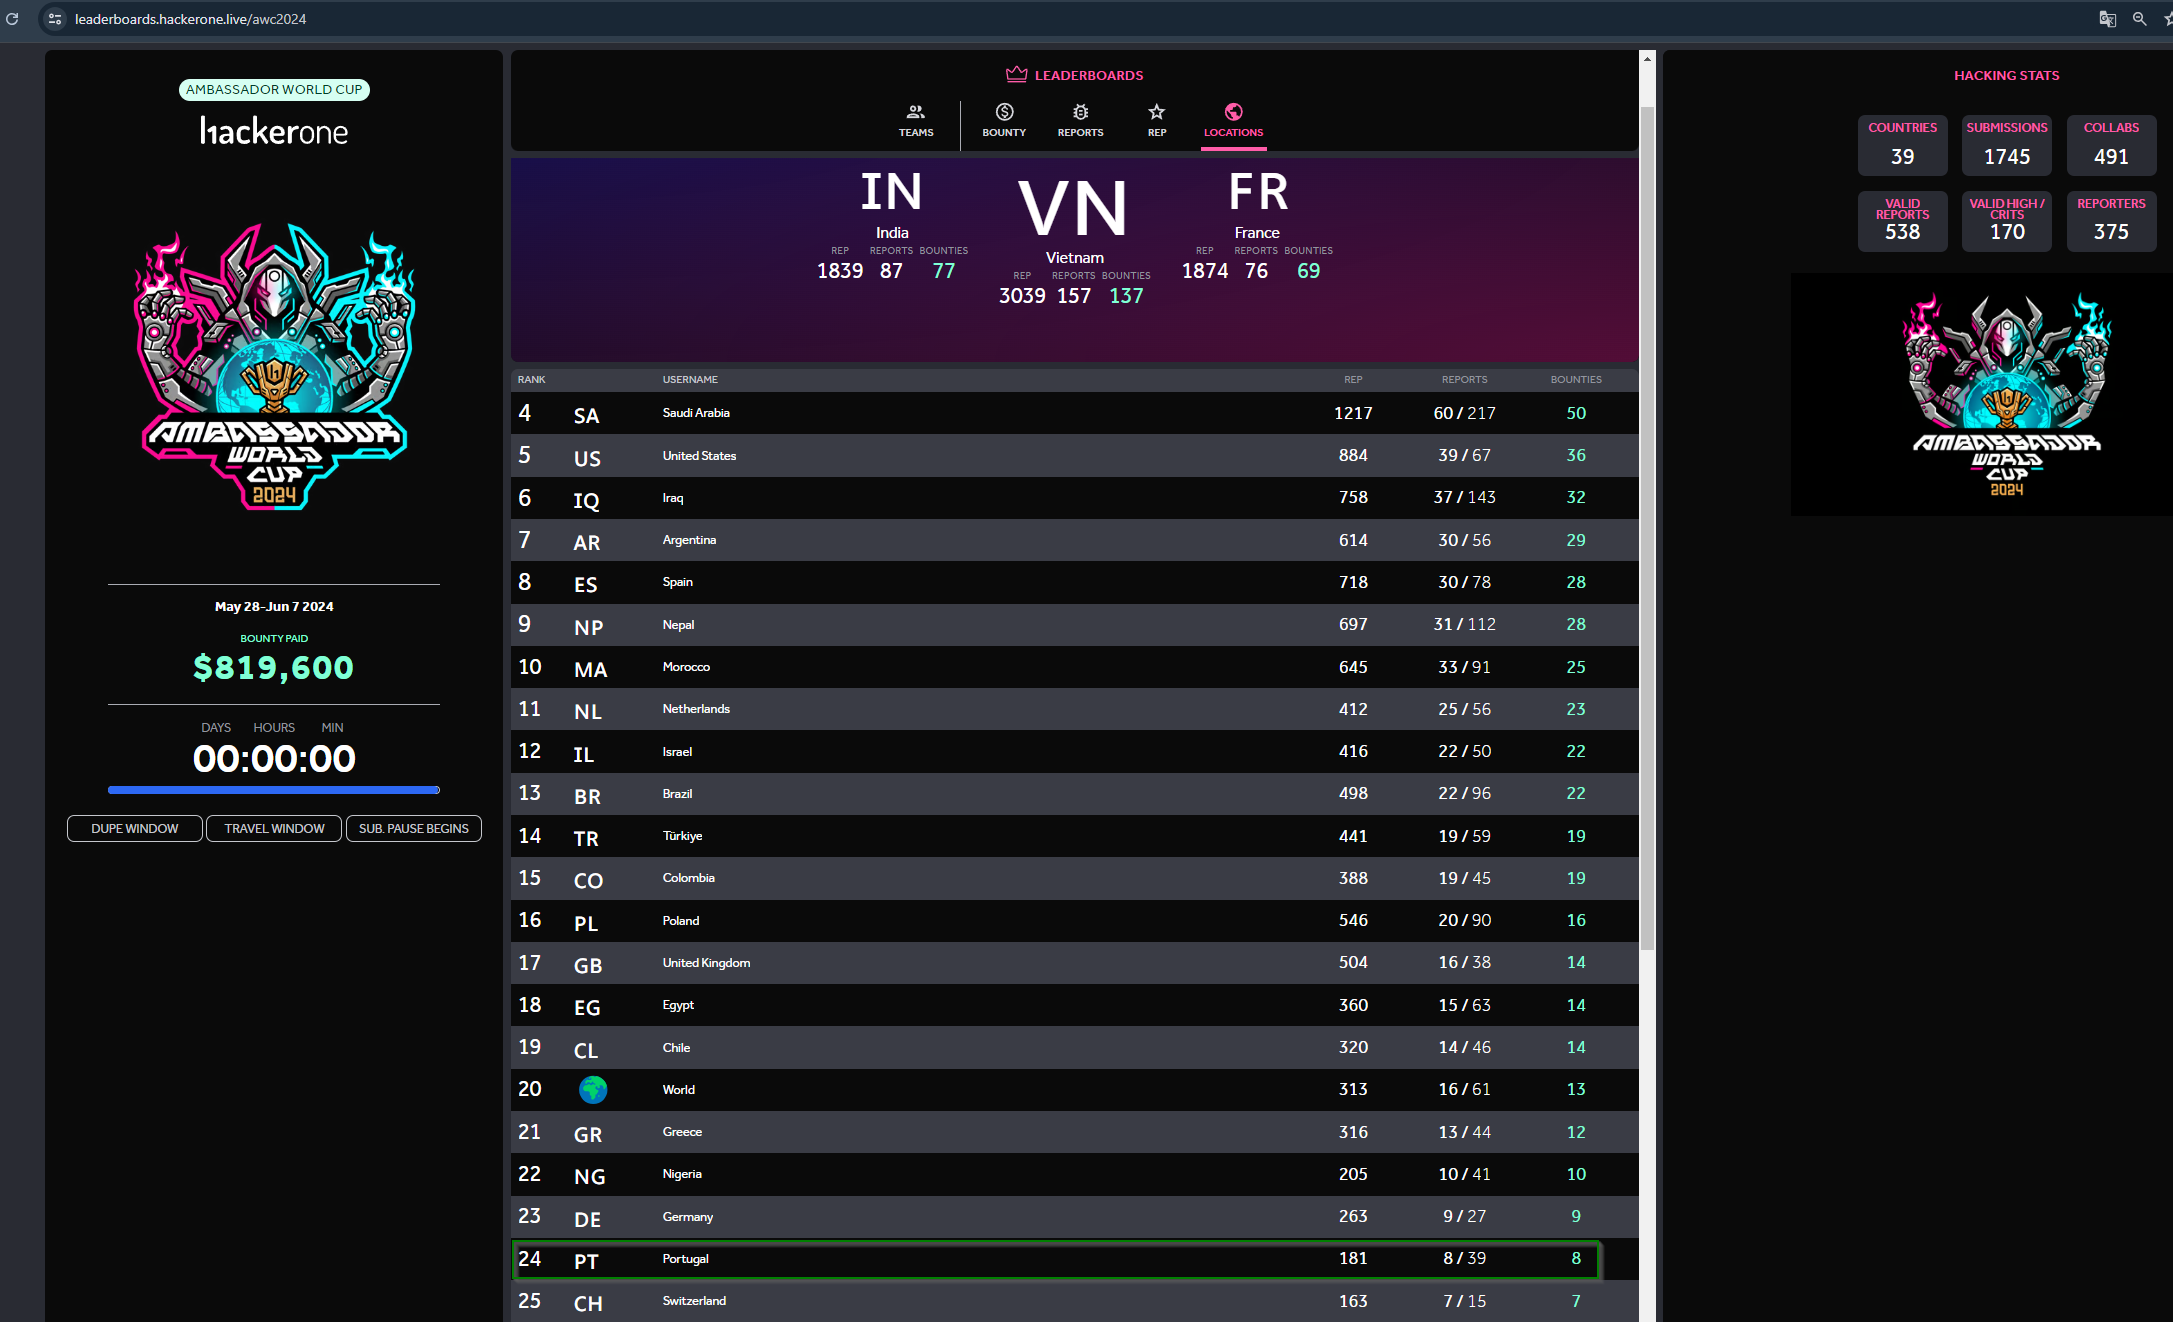 leaderboards.hackerone.live/awc2024
AMBASSADOR WORLD CUP
hackerone
AMBASSADOR
WORLD
CUP
2024
May 28-Jun 7 2024
BOUNTY PAID
$819,600
DAYS HOURS MIN
00:00:00
DUPE WINDOW TRAVEL WINDOW SUB. PAUSE BEGINS
LEADERBOARDS
TEAMS BOUNTY REPORTS REP LOCATIONS
IN
India
REP REPORTS BOUNTIES
1839 87 77
VN
Vietnam
REP REPORTS BOUNTIES
3039 157 137
FR
France
REP REPORTS BOUNTIES
1874 76 69
RANK USERNAME REP REPORTS BOUNTIES
4 SA Saudi Arabia 1217 60 / 217 50
5 US United States 884 39 / 67 36
6 IQ Iraq 758 37 / 143 32
7 AR Argentina 614 30 / 56 29
8 ES Spain 718 30 / 78 28
9 NP Nepal 697 31 / 112 28
10 MA Morocco 645 33 / 91 25
11 NL Netherlands 412 25 / 56 23
12 IL Israel 416 22 / 50 22
13 BR Brazil 498 22 / 96 22
14 TR Türkiye 441 19 / 59 19
15 CO Colombia 388 19 / 45 19
16 PL Poland 546 20 / 90 16
17 GB United Kingdom 504 16 / 38 14
18 EG Egypt 360 15 / 63 14
19 CL Chile 320 14 / 46 14
20 World 313 16 / 61 13
21 GR Greece 316 13 / 44 12
22 NG Nigeria 205 10 / 41 10
23 DE Germany 263 9 / 27 9
24 PT Portugal 181 8 / 39 8
25 CH Switzerland 163 7 / 15 7
HACKING STATS
COUNTRIES SUBMISSIONS COLLABS
39 1745 491
VALID REPORTS VALID HIGH / CRITS REPORTERS
538 170 375
AMBASSADOR
WORLD
CUP
2024